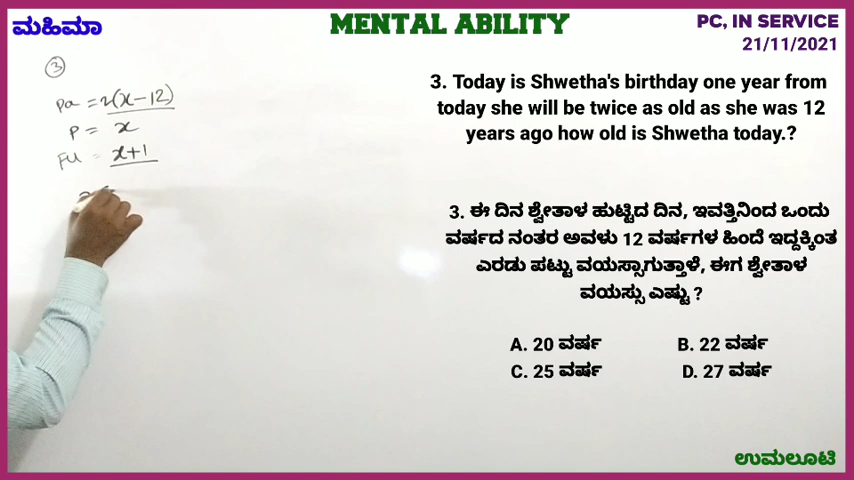 ಮಹಿಮಾ
MENTAL ABILITY
PC, IN SERVICE
21/11/2021
3
Pa = 2(x-12)
P = x
FU = x+1
3. Today is Shwetha's birthday one year from
today she will be twice as old as she was 12
years ago how old is Shwetha today.?
3. ಈ ದಿನ ಶ್ವೇತಾಳ ಹುಟ್ಟಿದ ದಿನ, ಇವತ್ತಿನಿಂದ ಒಂದು
ವರ್ಷದ ನಂತರ ಅವಳು 12 ವರ್ಷಗಳ ಹಿಂದೆ ಇದ್ದಕ್ಕಿಂತ
ಎರಡು ಪಟ್ಟು ವಯಸ್ಸಾಗುತ್ತಾಳೆ, ಈಗ ಶ್ವೇತಾಳ
ವಯಸ್ಸು ಎಷ್ಟು ?
A. 20 ವರ್ಷ B. 22 ವರ್ಷ
C. 25 ವರ್ಷ D. 27 ವರ್ಷ
ಉಮಲೂಟಿ